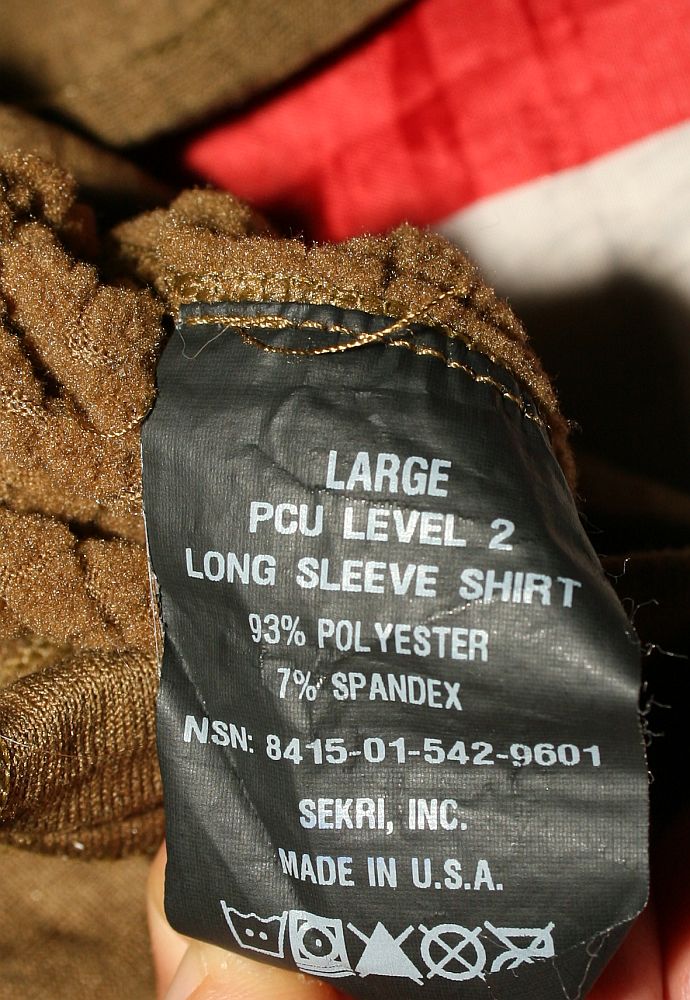 LARGE
PCU LEVEL 2
LONG SLEEVE SHIRT
93% POLYESTER
7% SPANDEX
NSN: 8415-01-542-9601
SEKRI, INC.
MADE IN U.S.A.